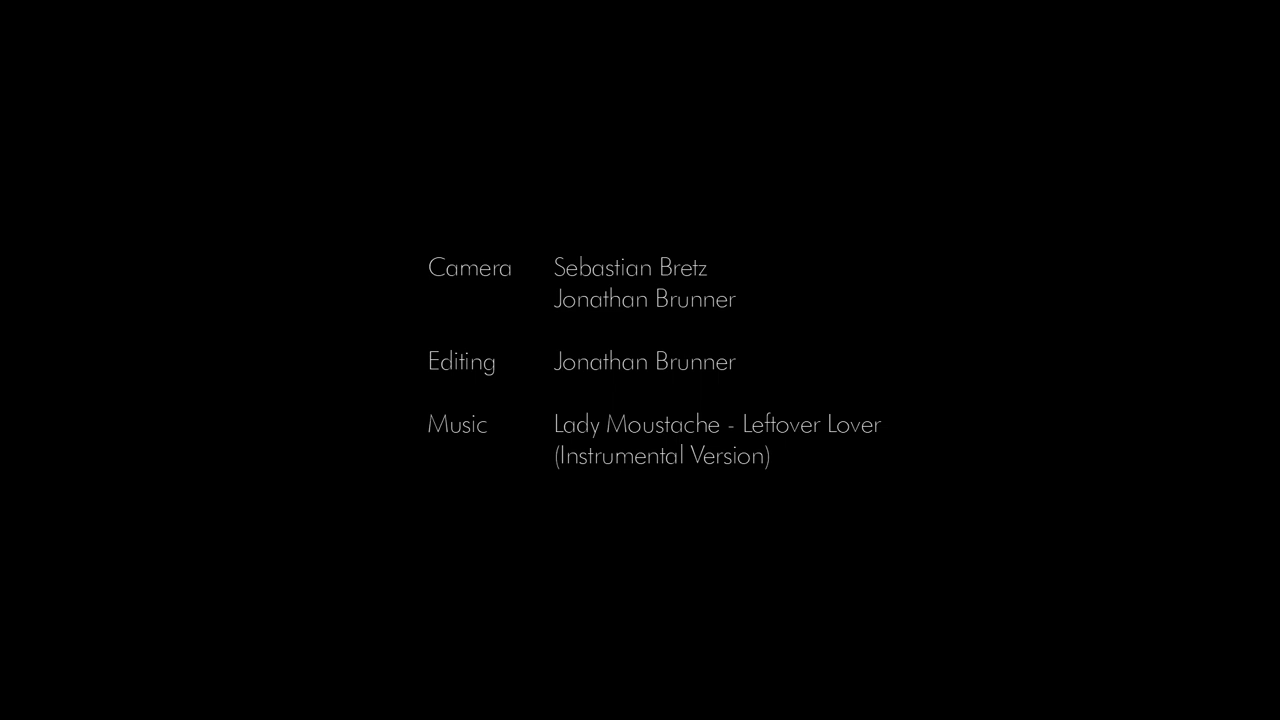 Camera Sebastian Bretz
Jonathan Brunner
Editing Jonathan Brunner
Music Lady Moustache - Leftover Lover
(Instrumental Version)